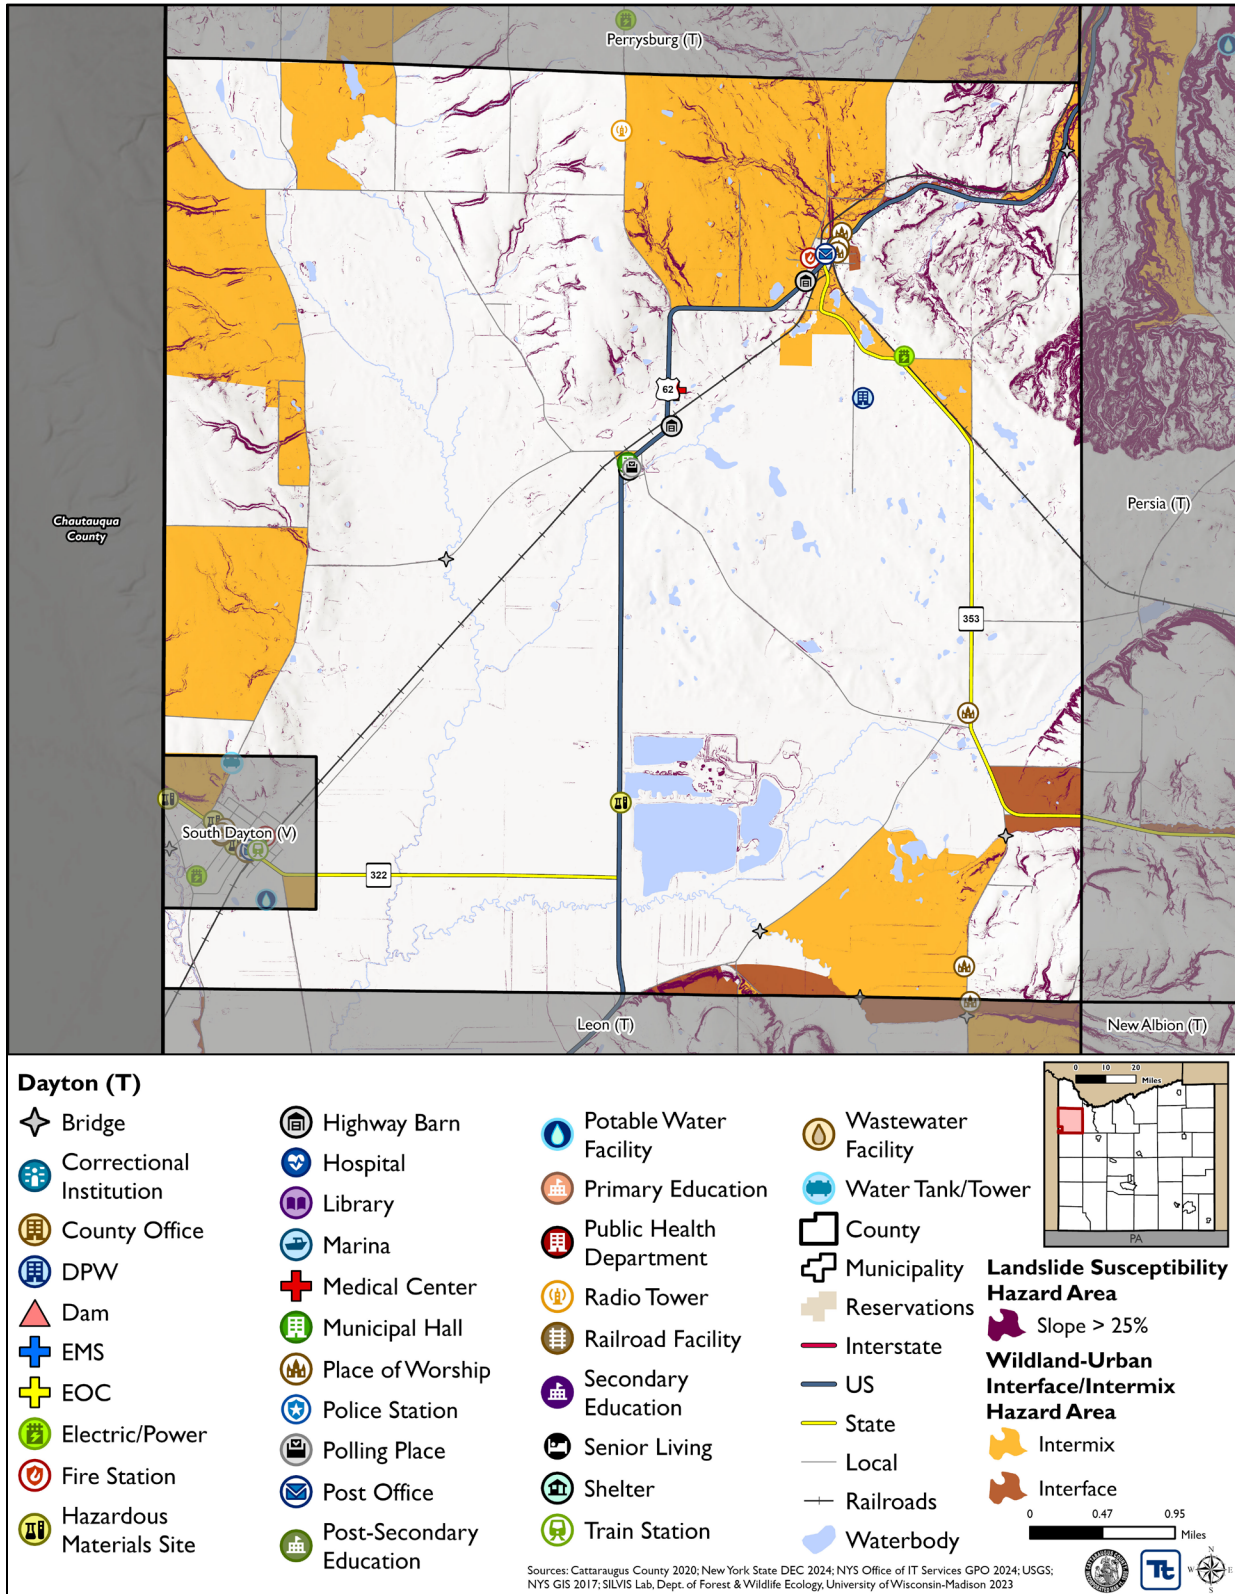 Perrysburg (T)
62
Chautauqua
County
Persia (T)
353
South Dayton (V)
322
Leon (T)
New Albion (T)
Dayton (T)
Bridge
Correctional
Institution
County Office
DPW
Dam
EMS
EOC
Electric/Power
Fire Station
Hazardous
Materials Site
Highway Barn
Hospital
Library
Marina
Medical Center
Municipal Hall
Place of Worship
Police Station
Polling Place
Post Office
Post-Secondary
Education
Potable Water
Facility
Primary Education
Public Health
Department
Radio Tower
Railroad Facility
Secondary
Education
Senior Living
Shelter
Train Station
Wastewater
Facility
Water Tank/Tower
County
Municipality
Reservations
Interstate
US
State
Local
Railroads
Waterbody
0 10 20
Miles
PA
Landslide Susceptibility
Hazard Area
Slope > 25%
Wildland-Urban
Interface/Intermix
Hazard Area
Intermix
Interface
0 0.47 0.95
Miles
Tt
N
W E
S
Sources: Cattaraugus County 2020; New York State DEC 2024; NYS Office of IT Services GPO 2024; USGS;
NYS GIS 2017; SILVIS Lab, Dept. of Forest & Wildlife Ecology, University of Wisconsin-Madison 2023